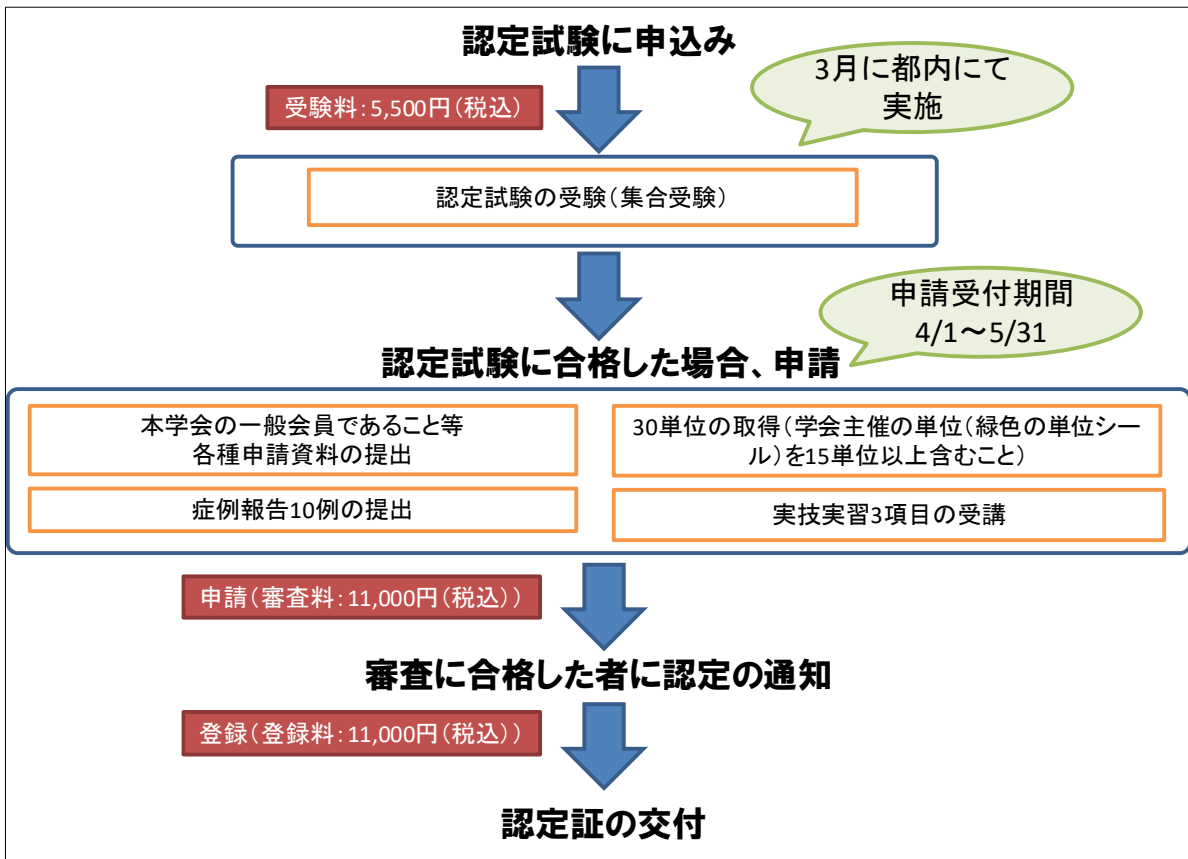 認定試験に申込み
3月に都内にて
実施
受験料：5,500円（税込）
認定試験の受験（集合受験）
申請受付期間
4/1～5/31
認定試験に合格した場合、申請
本学会の一般会員であること等
各種申請資料の提出
30単位の取得（学会主催の単位（緑色の単位シー
ル）を15単位以上含むこと）
症例報告10例の提出
実技実習3項目の受講
申請（審査料：11,000円（税込））
審査に合格した者に認定の通知
登録（登録料：11,000円（税込））
認定証の交付